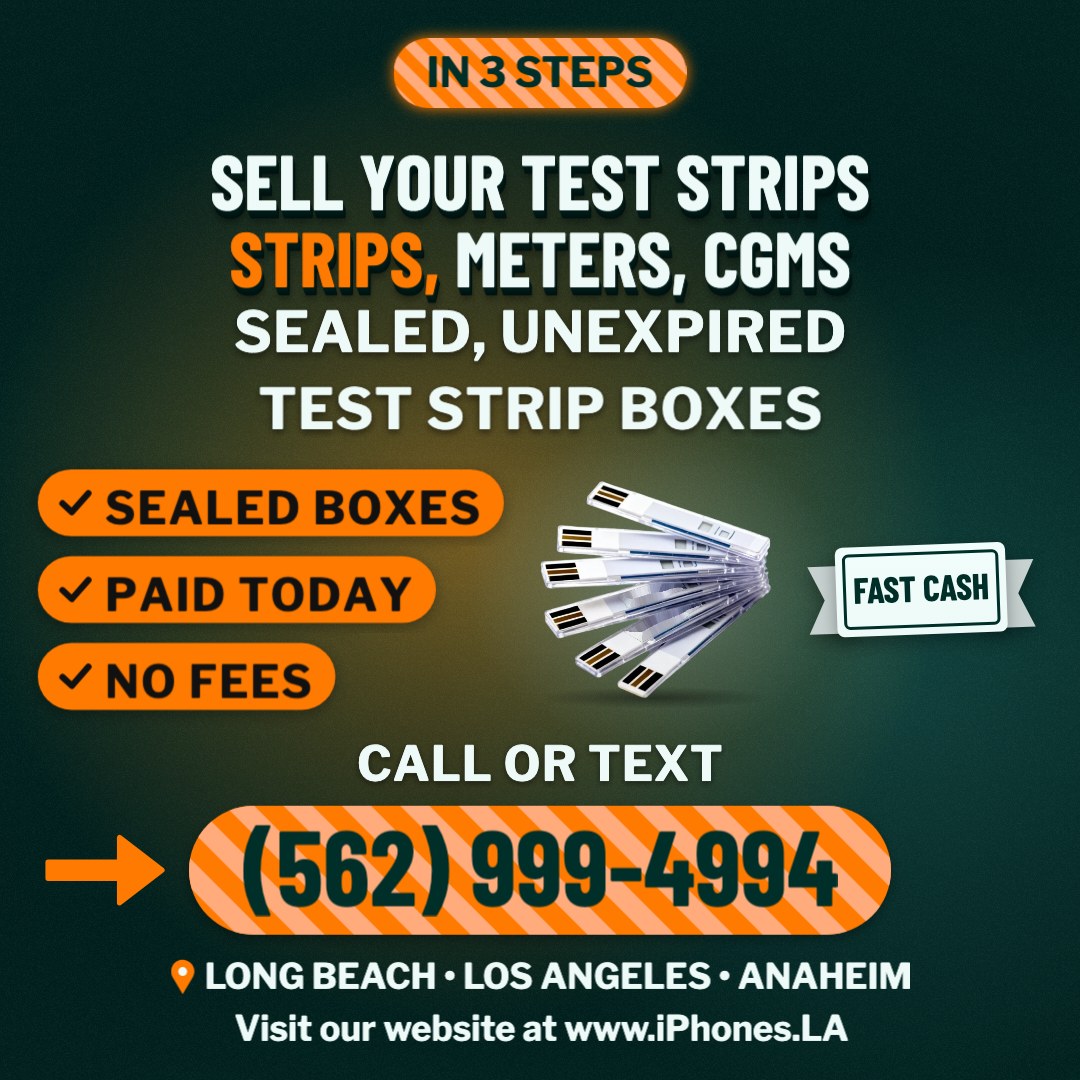 IN 3 STEPS
SELL YOUR TEST STRIPS
STRIPS, METERS, CGMS
SEALED, UNEXPIRED
TEST STRIP BOXES
SEALED BOXES
PAID TODAY
NO FEES
FAST CASH
CALL OR TEXT
(562) 999-4994
LONG BEACH • LOS ANGELES • ANAHEIM
Visit our website at www.iPhones.LA